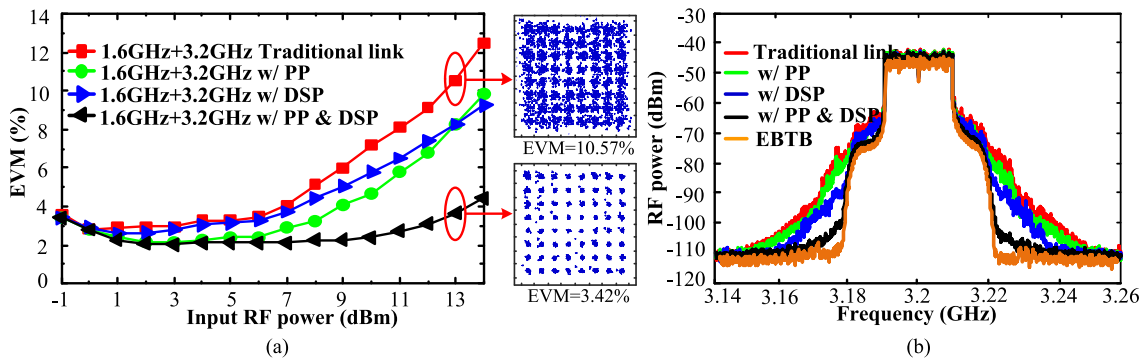 14
12
10
8
6
4
2
0
EVM (%)
1.6GHz+3.2GHz Traditional link
1.6GHz+3.2GHz w/ PP
1.6GHz+3.2GHz w/ DSP
1.6GHz+3.2GHz w/ PP & DSP
-1 1 3 5 7 9 11 13
Input RF power (dBm)
(a)
EVM=10.57%
EVM=3.42%
-30
-40
-50
-60
-70
-80
-90
-100
-110
-120
RF power (dBm)
Traditional link
w/ PP
w/ DSP
w/ PP & DSP
EBTB
3.14 3.16 3.18 3.2 3.22 3.24 3.26
Frequency (GHz)
(b)